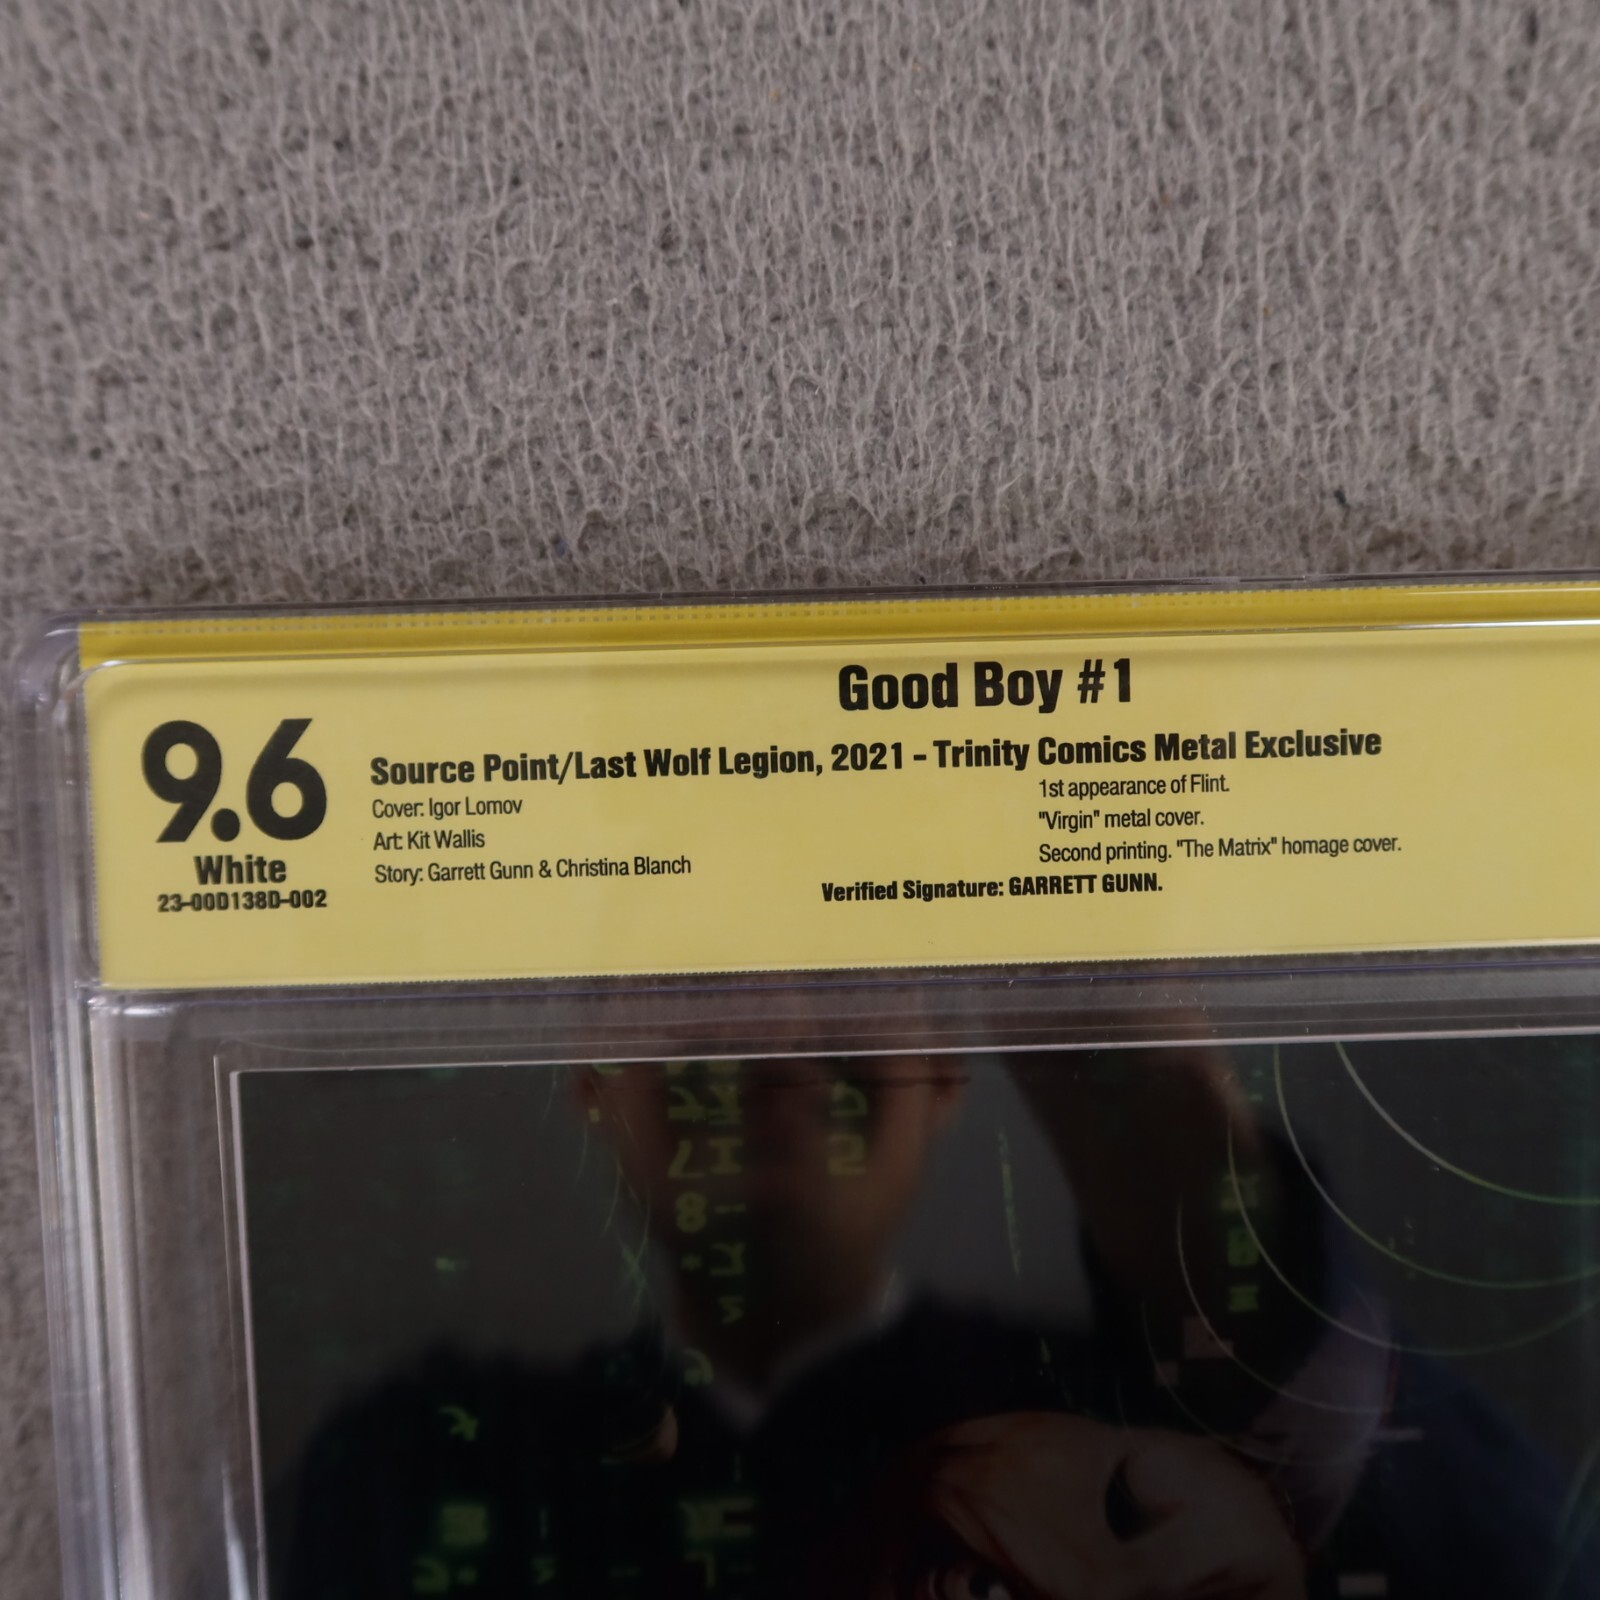 Good Boy #1
9.6
White
23-00D138D-002
Source Point/Last Wolf Legion, 2021 - Trinity Comics Metal Exclusive
Cover: Igor Lomov
Art: Kit Wallis
Story: Garrett Gunn & Christina Blanch
1st appearance of Flint.
"Virgin" metal cover.
Second printing. "The Matrix" homage cover.
Verified Signature: GARRETT GUNN.